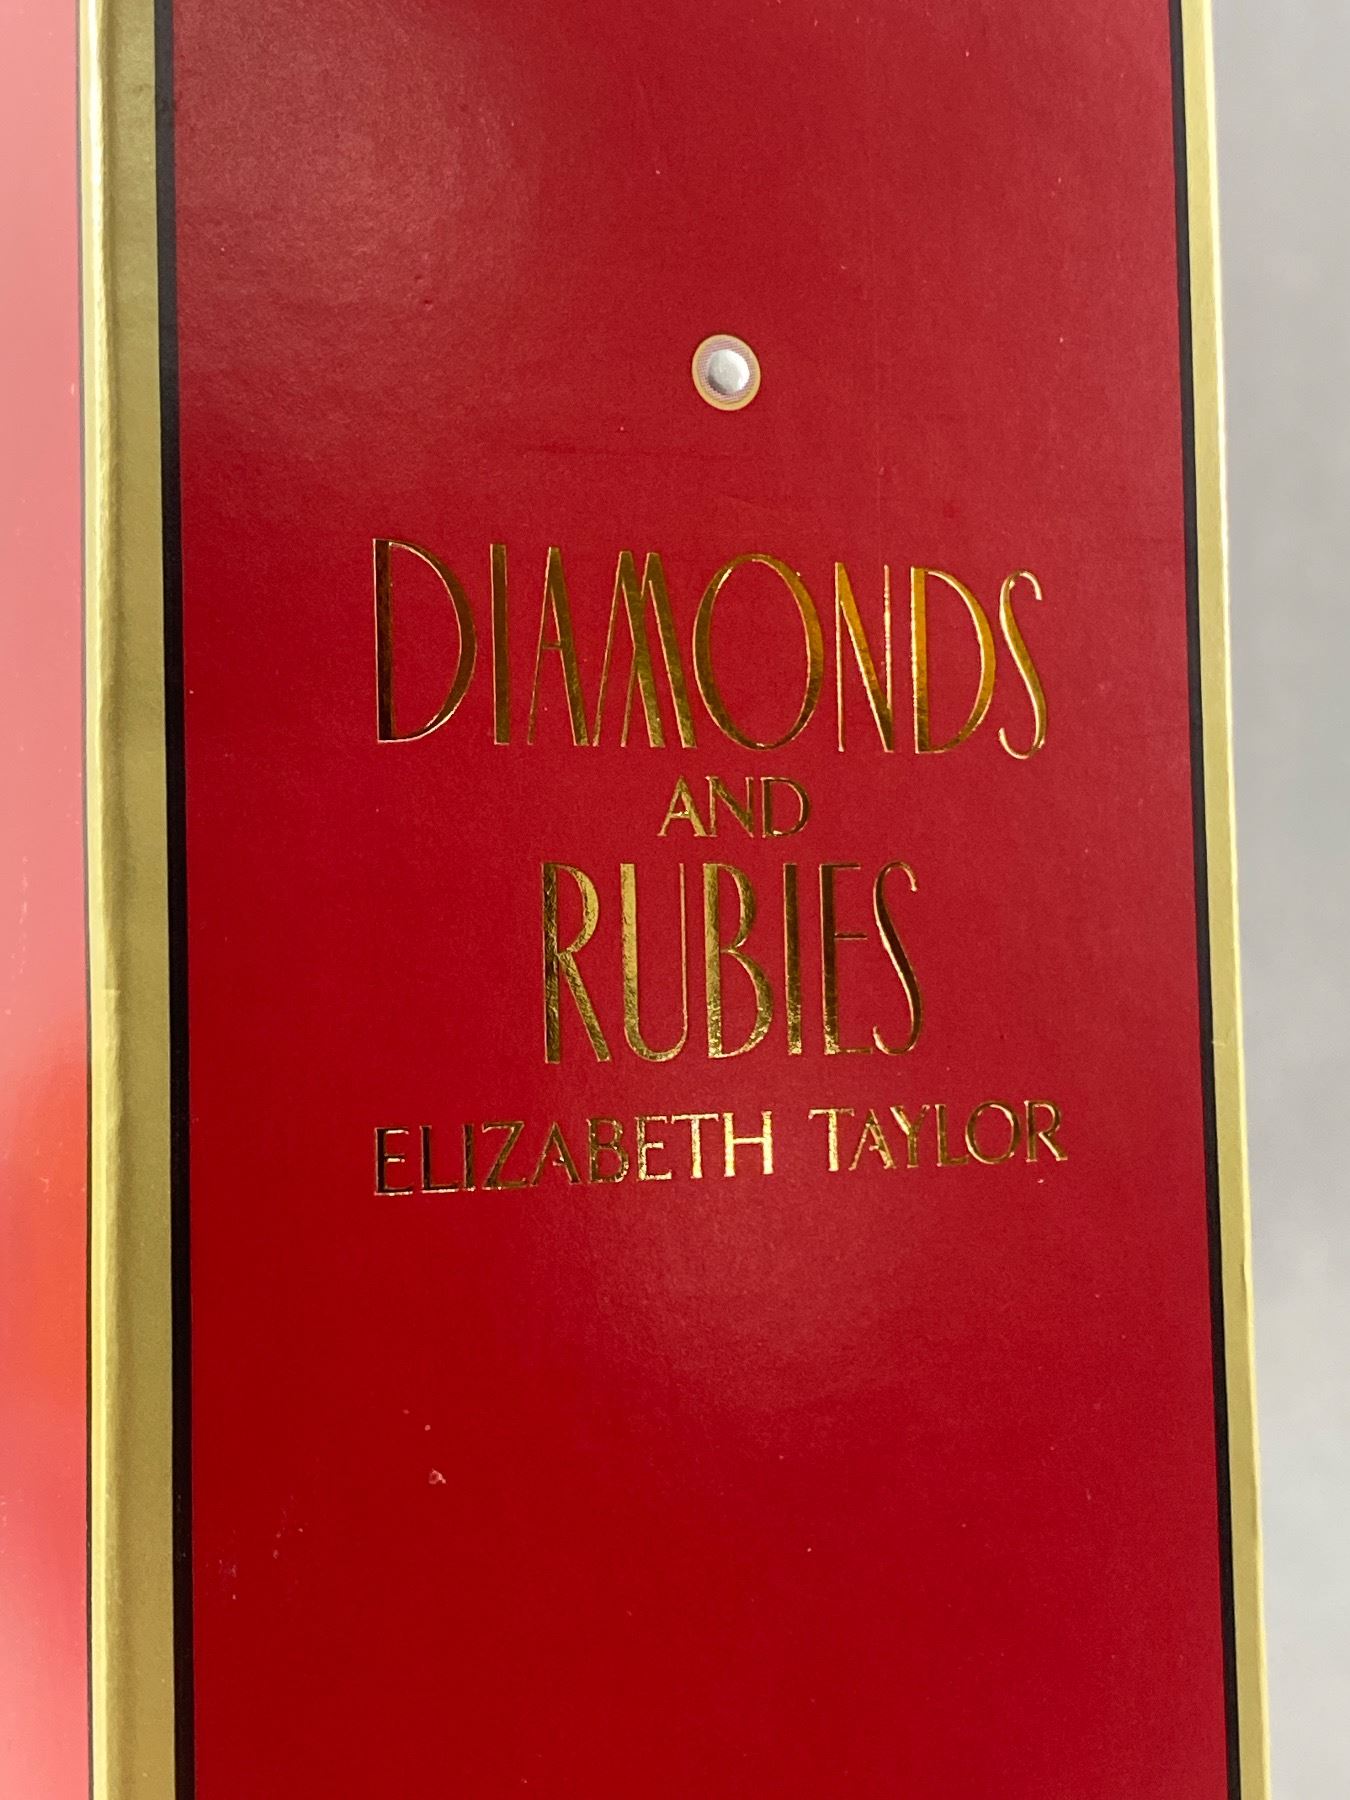 DIAMONDS
AND
RUBIES
ELIZABETH TAYLOR